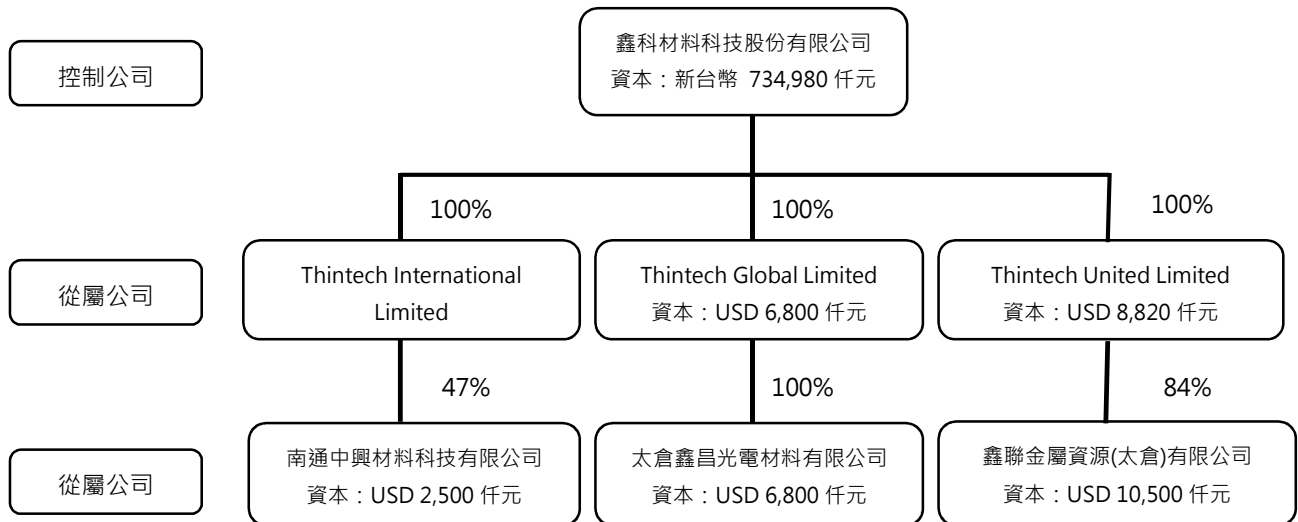 控制公司
鑫科材料科技股份有限公司
資本：新台幣 734,980 仟元
100%
100%
100%
從屬公司
Thintech International
Limited
Thintech Global Limited
資本：USD 6,800 仟元
Thintech United Limited
資本：USD 8,820 仟元
47%
100%
84%
從屬公司
南通中興材料科技有限公司
資本：USD 2,500 仟元
太倉鑫昌光電材料有限公司
資本：USD 6,800 仟元
鑫聯金屬資源(太倉)有限公司
資本：USD 10,500 仟元